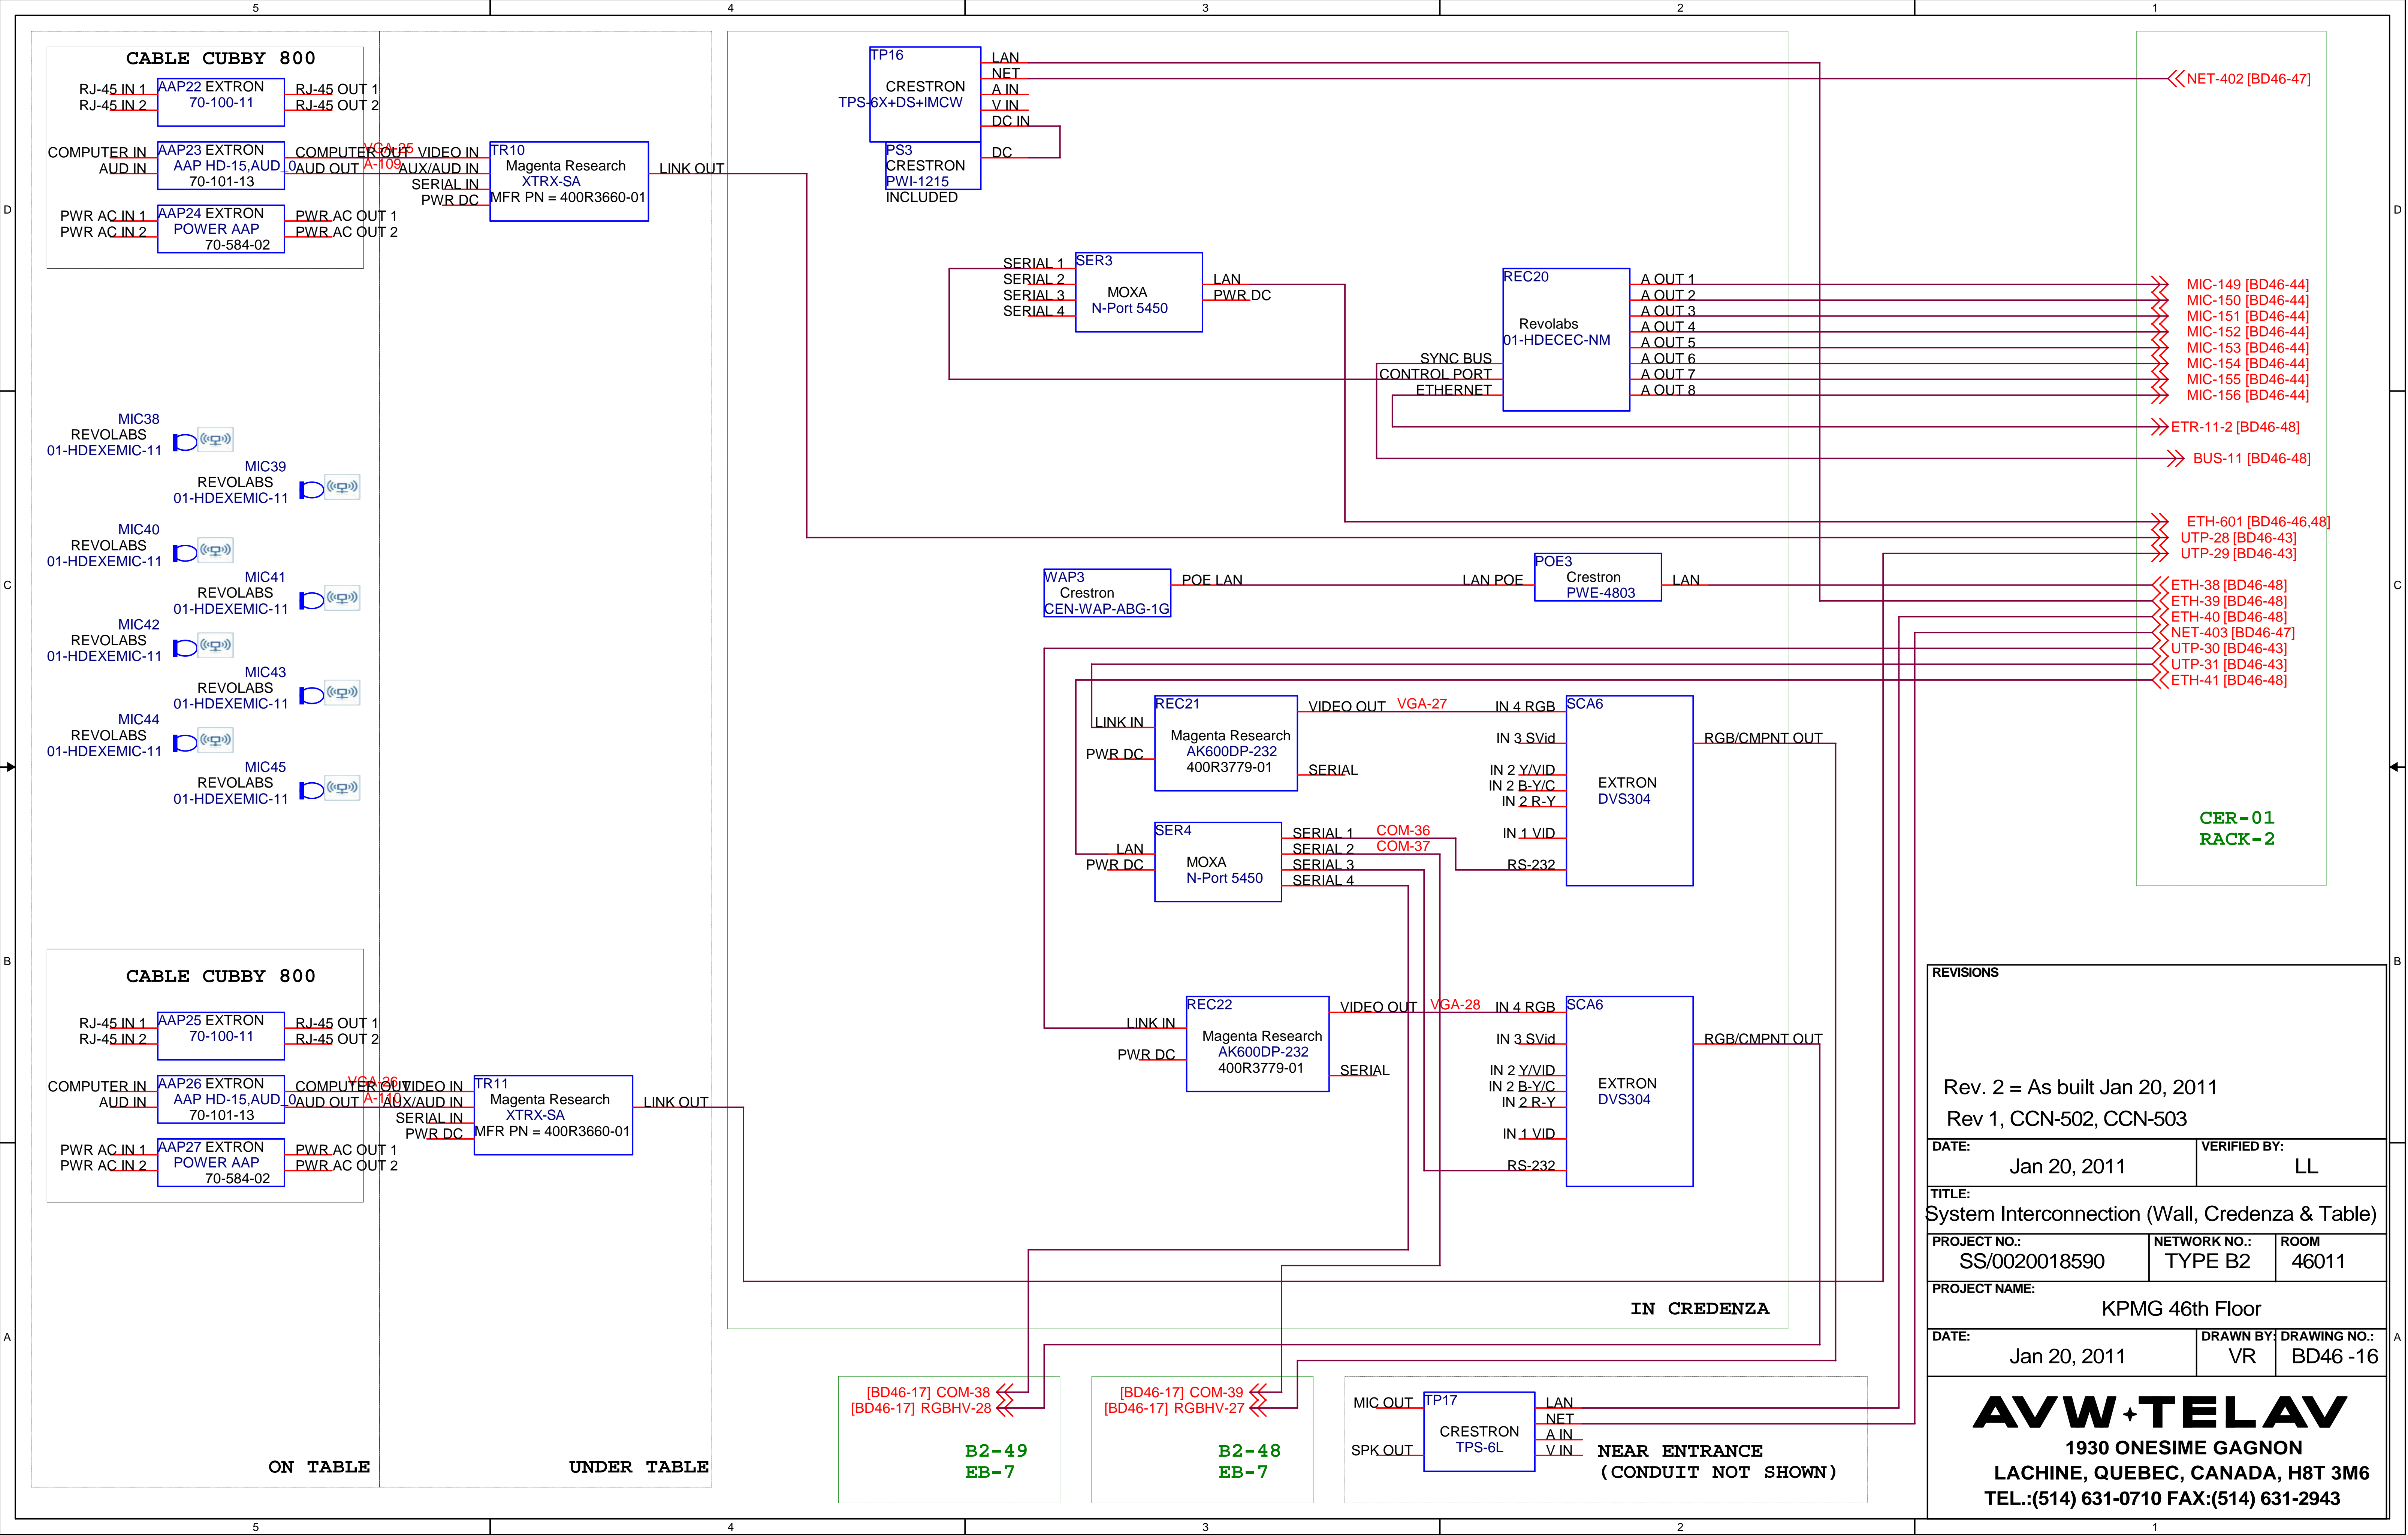 5
4
3
2
1
D
C
B
A
CABLE CUBBY 800
RJ-45 IN 1
RJ-45 IN 2
AAP22 EXTRON
70-100-11
RJ-45 OUT 1
RJ-45 OUT 2
COMPUTER IN
AUD IN
AAP23 EXTRON
AAP HD-15,AUD_0
70-101-13
COMPUTER OUT
AUD OUT
VGA-25
A-109
PWR AC IN 1
PWR AC IN 2
AAP24 EXTRON
POWER AAP
70-584-02
PWR AC OUT 1
PWR AC OUT 2
VIDEO IN
AUX/AUD IN
SERIAL IN
PWR DC
TR10
Magenta Research
XTRX-SA
MFR PN = 400R3660-01
LINK OUT
MIC38
REVOLABS
01-HDEXEMIC-11
MIC39
REVOLABS
01-HDEXEMIC-11
MIC40
REVOLABS
01-HDEXEMIC-11
MIC41
REVOLABS
01-HDEXEMIC-11
MIC42
REVOLABS
01-HDEXEMIC-11
MIC43
REVOLABS
01-HDEXEMIC-11
MIC44
REVOLABS
01-HDEXEMIC-11
MIC45
REVOLABS
01-HDEXEMIC-11
CABLE CUBBY 800
RJ-45 IN 1
RJ-45 IN 2
AAP25 EXTRON
70-100-11
RJ-45 OUT 1
RJ-45 OUT 2
COMPUTER IN
AUD IN
AAP26 EXTRON
AAP HD-15,AUD_0
70-101-13
COMPUTER OUT
AUD OUT
VGA-26
A-110
PWR AC IN 1
PWR AC IN 2
AAP27 EXTRON
POWER AAP
70-584-02
PWR AC OUT 1
PWR AC OUT 2
VIDEO IN
AUX/AUD IN
SERIAL IN
PWR DC
TR11
Magenta Research
XTRX-SA
MFR PN = 400R3660-01
LINK OUT
ON TABLE
UNDER TABLE
TP16
CRESTRON
TPS-6X+DS+IMCW
LAN
NET
A IN
V IN
DC IN
PS3
CRESTRON
PWI-1215
INCLUDED
DC
SERIAL 1
SERIAL 2
SERIAL 3
SERIAL 4
SER3
MOXA
N-Port 5450
LAN
PWR DC
REC20
Revolabs
01-HDECEC-NM
SYNC BUS
CONTROL PORT
ETHERNET
A OUT 1
A OUT 2
A OUT 3
A OUT 4
A OUT 5
A OUT 6
A OUT 7
A OUT 8
WAP3
Crestron
CEN-WAP-ABG-1G
POE LAN
LAN POE
POE3
Crestron
PWE-4803
LAN
REC21
Magenta Research
AK600DP-232
400R3779-01
LINK IN
PWR DC
VIDEO OUT
VGA-27
SERIAL
SCA6
EXTRON
DVS304
IN 4 RGB
IN 3 SVid
IN 2 Y/VID
IN 2 B-Y/C
IN 2 R-Y
IN 1 VID
RS-232
RGB/CMPNT OUT
SER4
MOXA
N-Port 5450
LAN
PWR DC
SERIAL 1
SERIAL 2
SERIAL 3
SERIAL 4
COM-36
COM-37
REC22
Magenta Research
AK600DP-232
400R3779-01
LINK IN
PWR DC
VIDEO OUT
VGA-28
SERIAL
SCA6
EXTRON
DVS304
IN 4 RGB
IN 3 SVid
IN 2 Y/VID
IN 2 B-Y/C
IN 2 R-Y
IN 1 VID
RS-232
RGB/CMPNT OUT
IN CREDENZA
[BD46-17] COM-38
[BD46-17] RGBHV-28
B2-49
EB-7
[BD46-17] COM-39
[BD46-17] RGBHV-27
B2-48
EB-7
MIC OUT
SPK OUT
TP17
CRESTRON
TPS-6L
LAN
NET
A IN
V IN
NEAR ENTRANCE
(CONDUIT NOT SHOWN)
NET-402 [BD46-47]
MIC-149 [BD46-44]
MIC-150 [BD46-44]
MIC-151 [BD46-44]
MIC-152 [BD46-44]
MIC-153 [BD46-44]
MIC-154 [BD46-44]
MIC-155 [BD46-44]
MIC-156 [BD46-44]
ETR-11-2 [BD46-48]
BUS-11 [BD46-48]
ETH-601 [BD46-46,48]
UTP-28 [BD46-43]
UTP-29 [BD46-43]
ETH-38 [BD46-48]
ETH-39 [BD46-48]
ETH-40 [BD46-48]
NET-403 [BD46-47]
UTP-30 [BD46-43]
UTP-31 [BD46-43]
ETH-41 [BD46-48]
CER-01
RACK-2
REVISIONS
Rev. 2 = As built Jan 20, 2011
Rev 1, CCN-502, CCN-503
DATE:
Jan 20, 2011
VERIFIED BY:
LL
TITLE:
System Interconnection (Wall, Credenza & Table)
PROJECT NO.:
SS/0020018590
NETWORK NO.:
TYPE B2
ROOM
46011
PROJECT NAME:
KPMG 46th Floor
DATE:
Jan 20, 2011
DRAWN BY:
VR
DRAWING NO.:
BD46 -16
AVW TELAV
1930 ONESIME GAGNON
LACHINE, QUEBEC, CANADA, H8T 3M6
TEL.:(514) 631-0710 FAX:(514) 631-2943
D
C
B
A
5
4
3
2
1